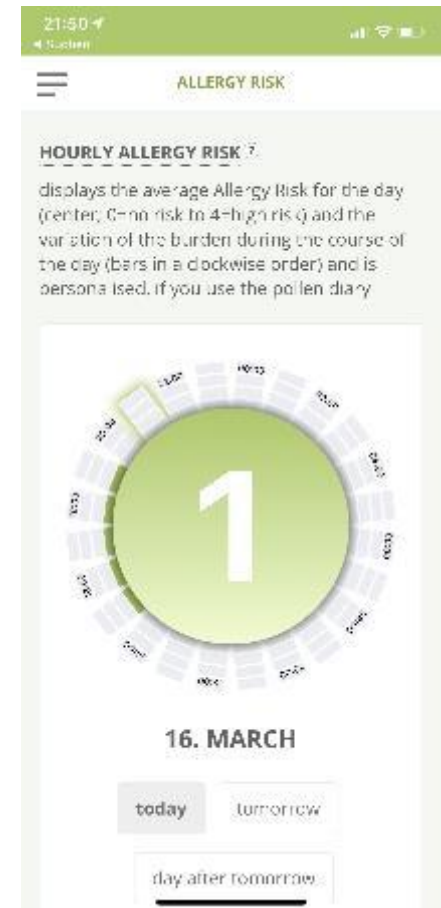 21:50
Suchen
ALLERGY RISK
HOURLY ALLERGY RISK ?
displays the average Allergy Risk for the day
(center, 0=no risk to 4=high risk) and the
variation of the burden during the course of
the day (bars in a clockwise order) and is
personalised, if you use the pollen diary
1
16. MARCH
today
tomorrow
day after tomorrow